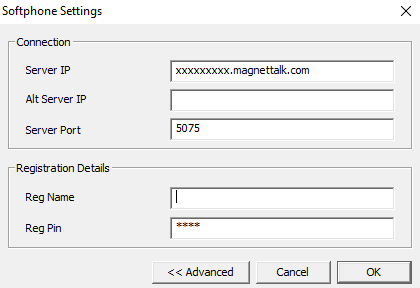 Softphone Settings
Connection
Server IP xxxxxxxxx.magnettalk.com
Alt Server IP
Server Port 5075
Registration Details
Reg Name
Reg Pin ****
<< Advanced Cancel OK